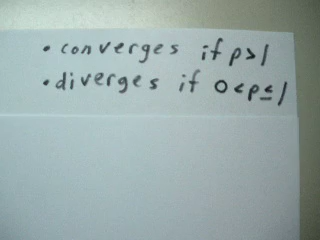 • converges if p>1
• diverges if 0<p≤1